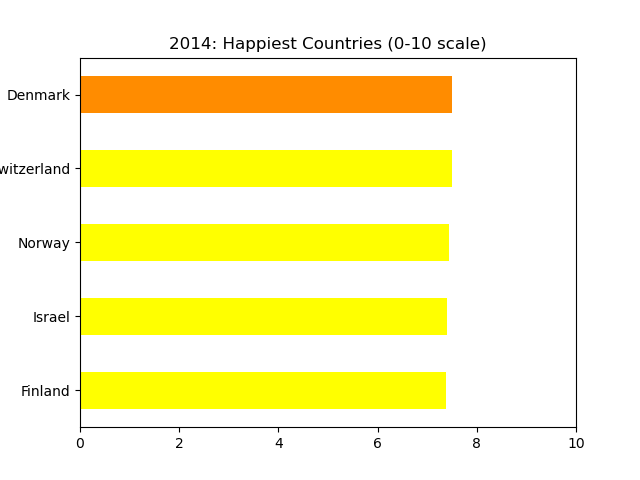 2014: Happiest Countries (0-10 scale)
Denmark
witzerland
Norway
Israel
Finland
0 2 4 6 8 10